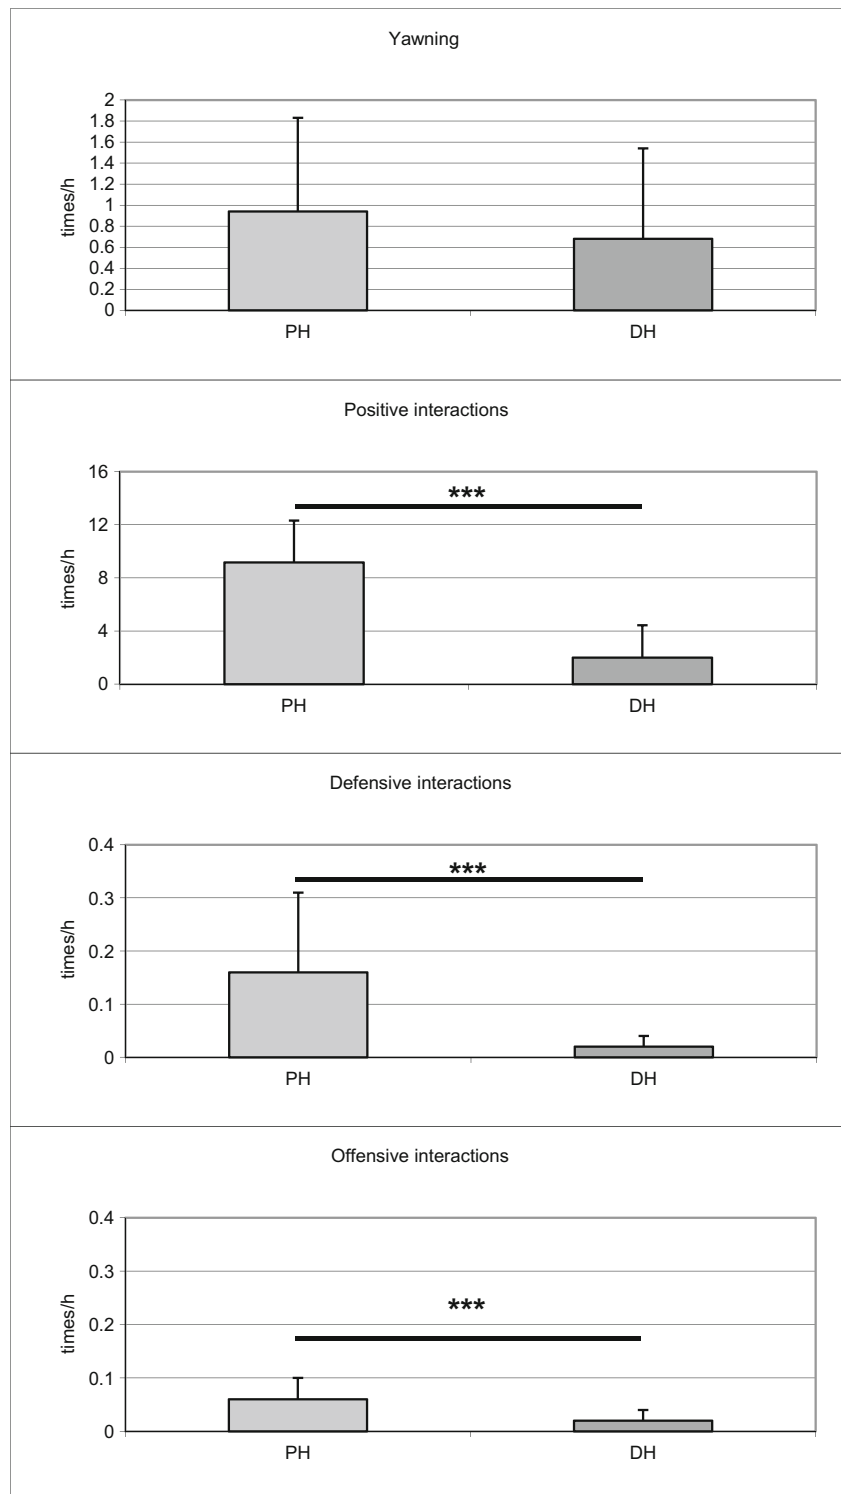 Yawning
2
1.8
1.6
1.4
1.2
1
0.8
0.6
0.4
0.2
0
times/h
PH DH
Positive interactions
16
12
8
4
0
times/h
***
PH DH
Defensive interactions
0.4
0.3
0.2
0.1
0
times/h
***
PH DH
Offensive interactions
0.4
0.3
0.2
0.1
0
times/h
***
PH DH